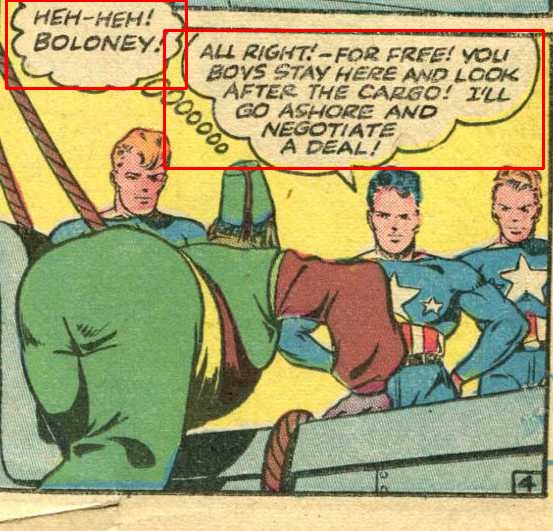 HEH-HEH!
BOLONEY!
ALL RIGHT!-FOR FREE! YOU
BOYS STAY HERE AND LOOK
AFTER THE CARGO! I'LL
GO ASHORE AND
NEGOTIATE
A DEAL!
4